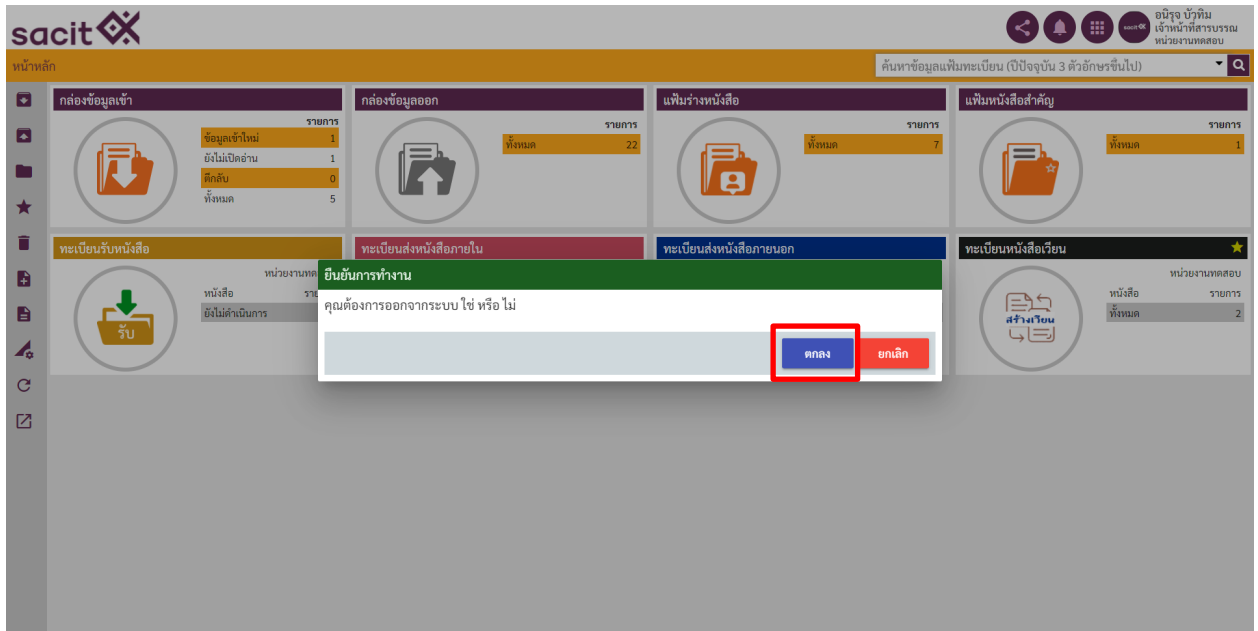 sacit
อนิรุจ บัวทิม
เจ้าหน้าที่สารบรรณ
หน่วยงานทดสอบ
หน้าหลัก
ค้นหาข้อมูลแฟ้มทะเบียน (ปีปัจจุบัน 3 ตัวอักษรขึ้นไป)
กล่องข้อมูลเข้า
รายการ
ข้อมูลเข้าใหม่ 1
ยังไม่เปิดอ่าน 1
ตีกลับ 0
ทั้งหมด 5
กล่องข้อมูลออก
รายการ
ทั้งหมด 22
แฟ้มร่างหนังสือ
รายการ
ทั้งหมด 7
แฟ้มหนังสือสำคัญ
รายการ
ทั้งหมด 1
ทะเบียนรับหนังสือ
หนังสือ
ยังไม่ดำเนินการ
รับ
ทะเบียนส่งหนังสือภายใน
ทะเบียนส่งหนังสือภายนอก
ทะเบียนหนังสือเวียน
หน่วยงานทดสอบ
หนังสือ รายการ
ทั้งหมด 2
สร้างเวียน
ยืนยันการทำงาน
คุณต้องการออกจากระบบ ใช่ หรือ ไม่
ตกลง ยกเลิก